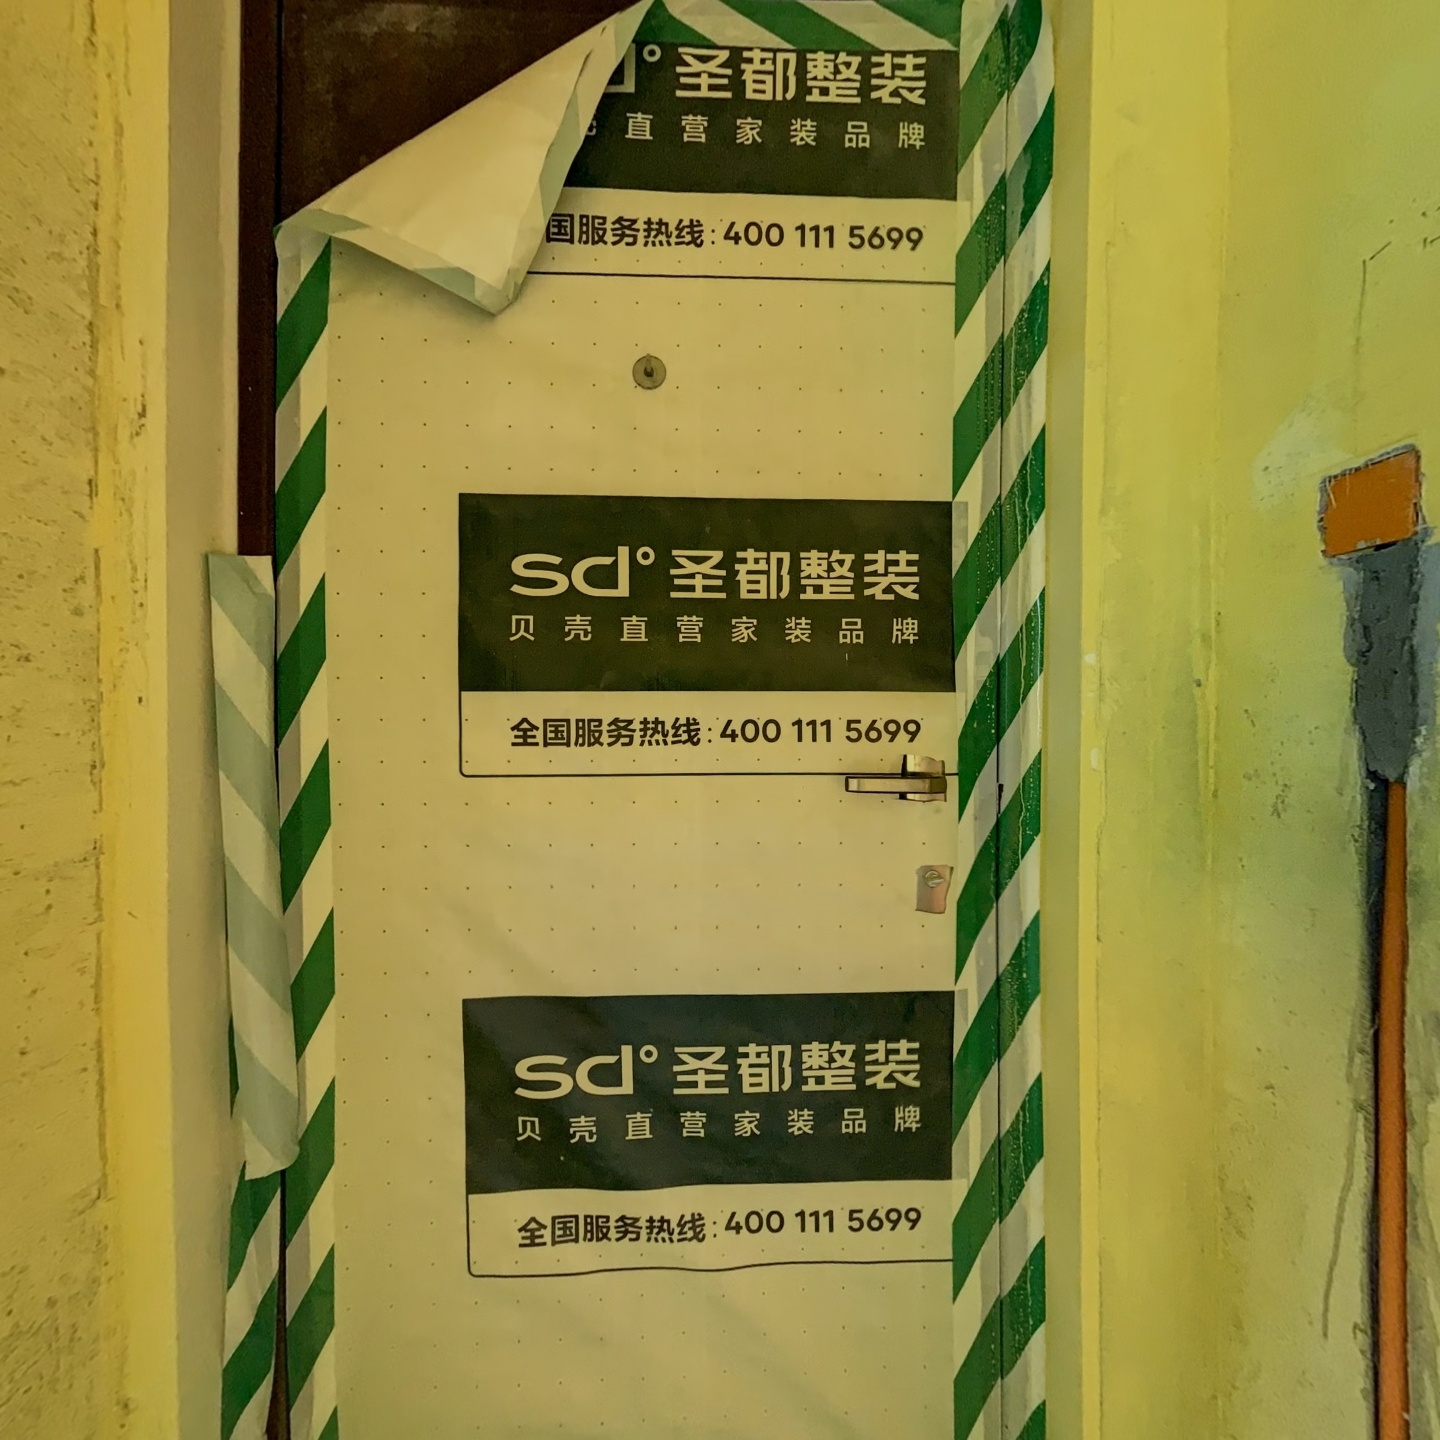 d° 圣都整装
直营家装品牌
国服务热线:400 111 5699
sd° 圣都整装
贝壳直营家装品牌
全国服务热线:400 111 5699
sd° 圣都整装
贝壳直营家装品牌
全国服务热线:400 111 5699